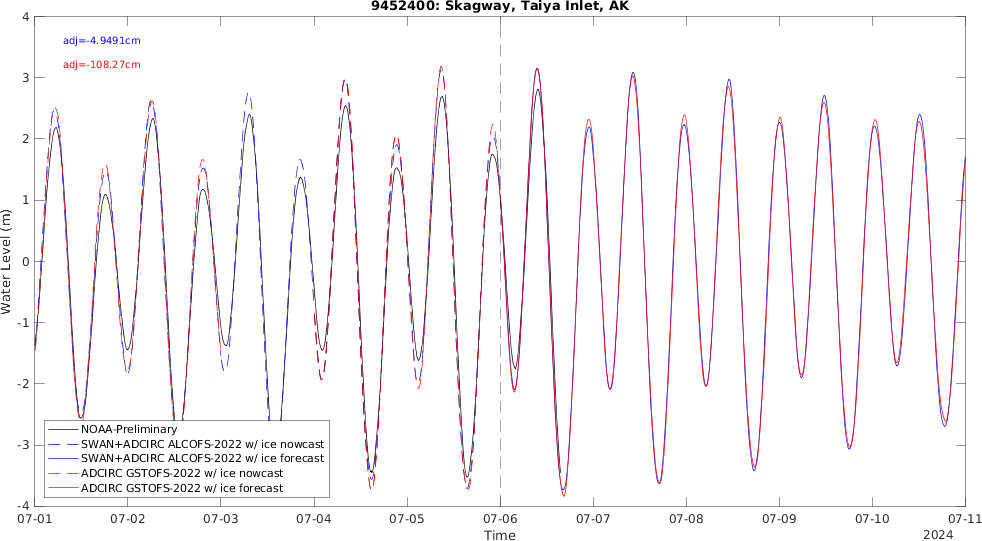 9452400: Skagway, Taiya Inlet, AK
adj=-4.9491cm
adj=-108.27cm
4
3
2
1
0
-1
-2
-3
-4
Water Level (m)
NOAA-Preliminary
SWAN+ADCIRC ALCOFS-2022 w/ ice nowcast
SWAN+ADCIRC ALCOFS-2022 w/ ice forecast
ADCIRC GSTOFS-2022 w/ ice nowcast
ADCIRC GSTOFS-2022 w/ ice forecast
07-01 07-02 07-03 07-04 07-05 07-06 07-07 07-08 07-09 07-10 07-11
Time
2024